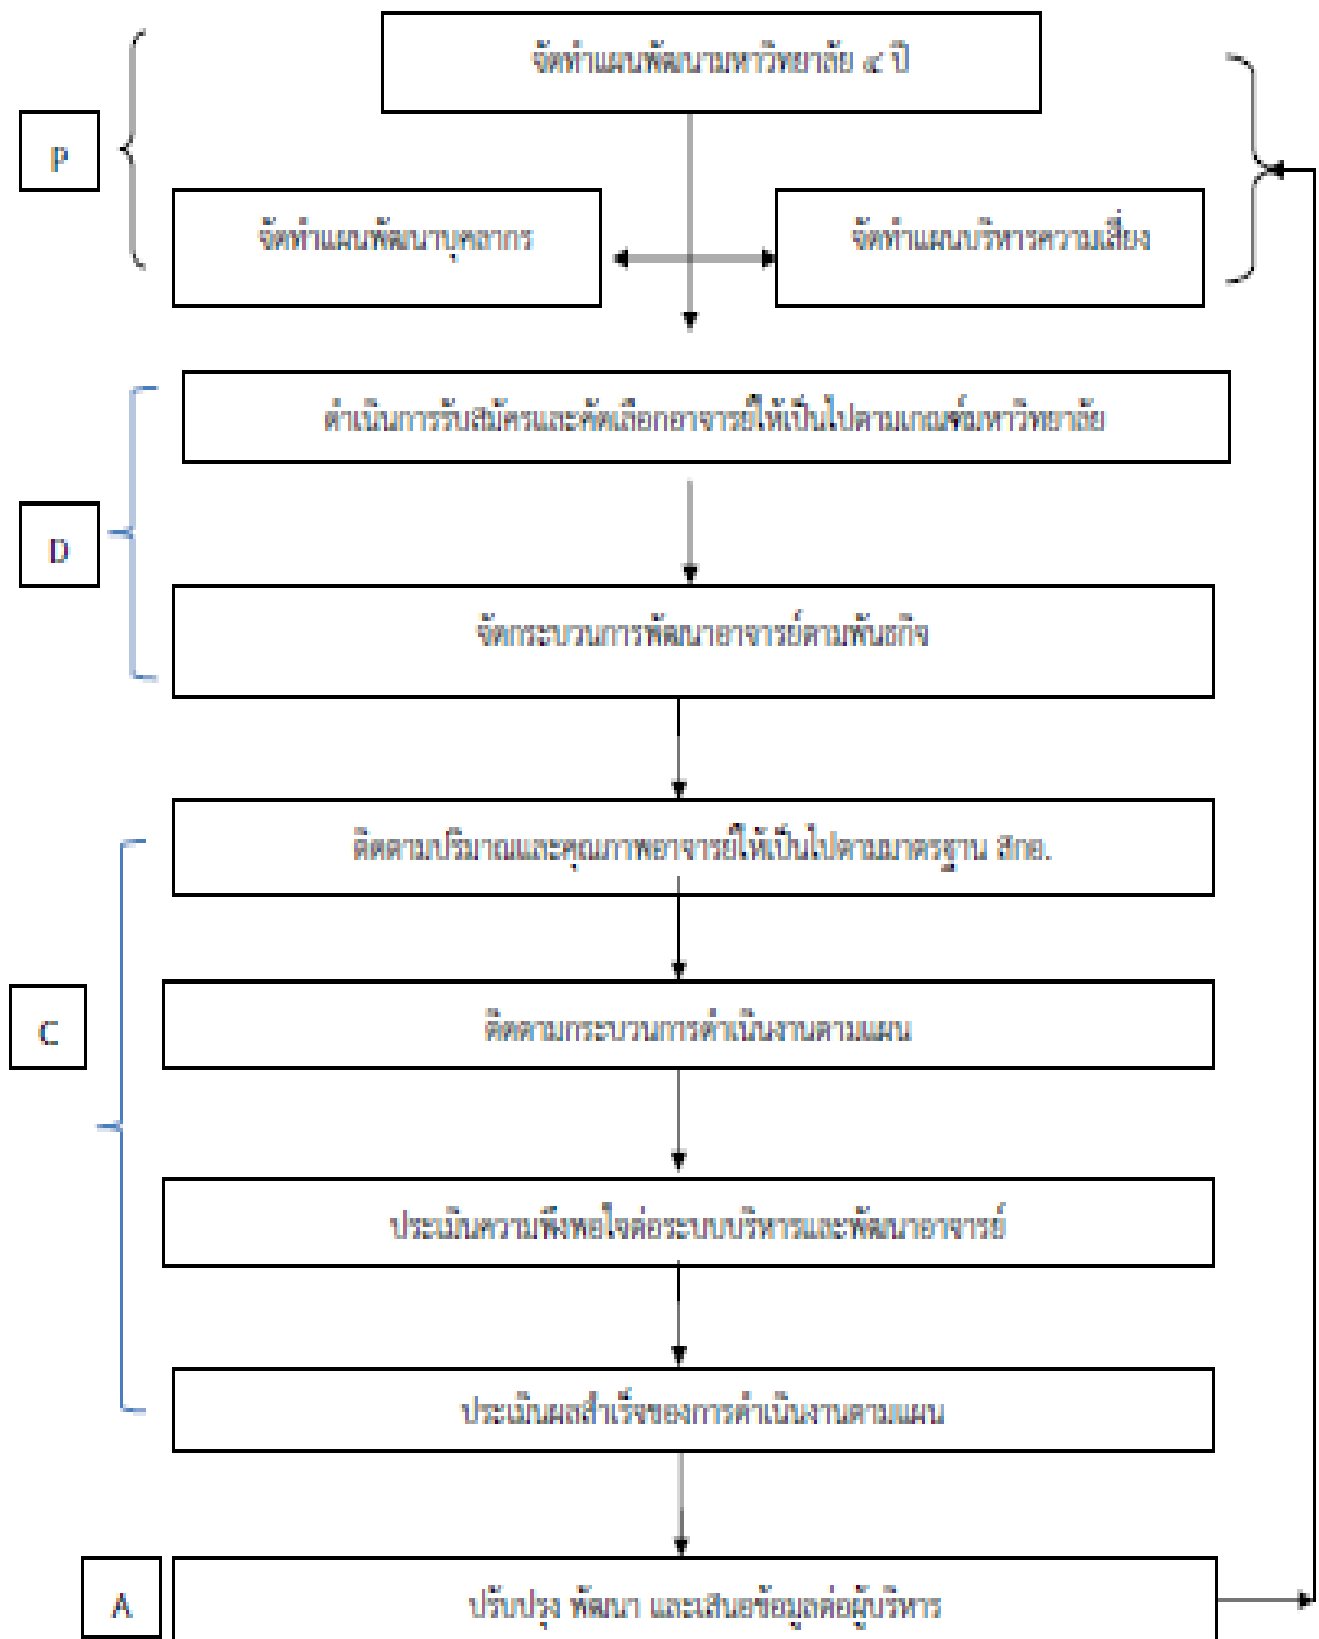 จัดทำแผนพัฒนามหาวิทยาลัย ๔ ปี
P
จัดทำแผนพัฒนาบุคลากร
จัดทำแผนบริหารความเสี่ยง
ดำเนินการรับสมัครและคัดเลือกอาจารย์ให้เป็นไปตามเกณฑ์มหาวิทยาลัย
D
จัดกระบวนการพัฒนาอาจารย์ตามพันธกิจ
ติดตามปริมาณและคุณภาพอาจารย์ให้เป็นไปตามมาตรฐาน สกอ.
C
ติดตามกระบวนการดำเนินงานตามแผน
ประเมินความพึงพอใจต่อระบบบริหารและพัฒนาอาจารย์
ประเมินผลสำเร็จของการดำเนินงานตามแผน
A
ปรับปรุง พัฒนา และเสนอข้อมูลต่อผู้บริหาร